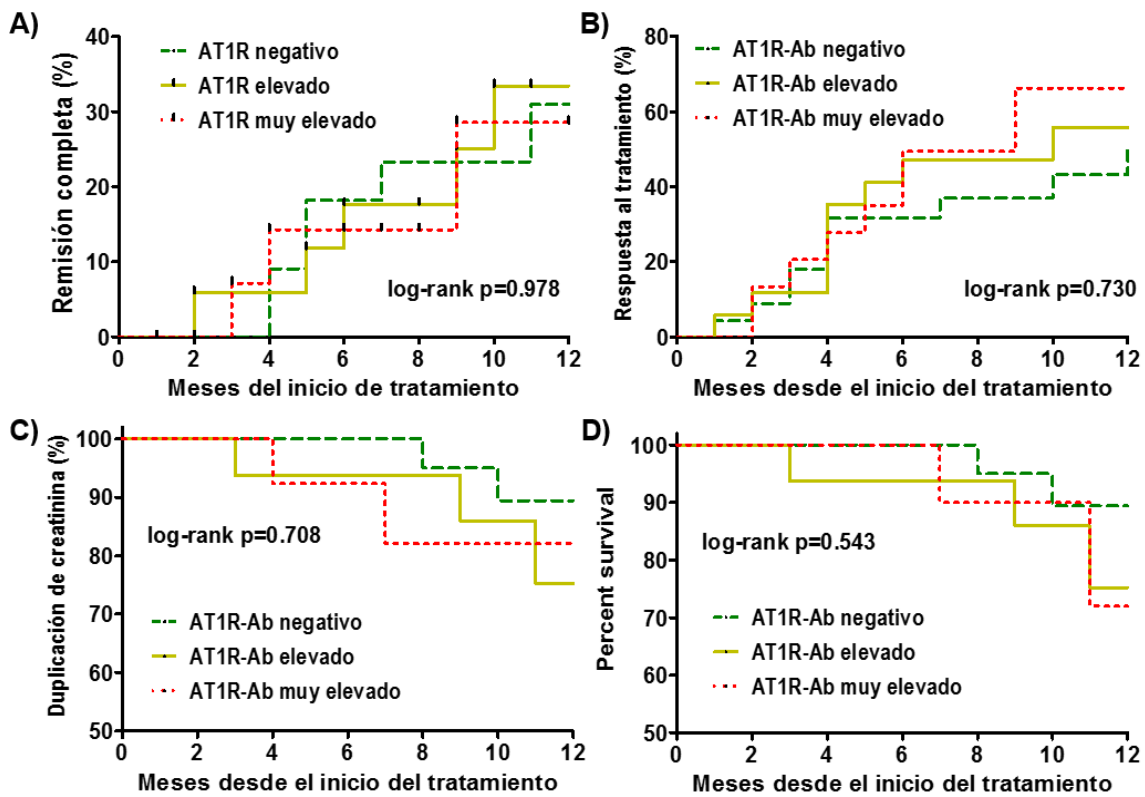 A)
Remisión completa (%)
40
30
20
10
0
AT1R negativo
AT1R elevado
AT1R muy elevado
log-rank p=0.978
0 2 4 6 8 10 12
Meses del inicio de tratamiento
B)
Respuesta al tratamiento (%)
80
60
40
20
0
AT1R-Ab negativo
AT1R-Ab elevado
AT1R-Ab muy elevado
log-rank p=0.730
0 2 4 6 8 10 12
Meses desde el inicio del tratamiento
C)
Duplicación de creatinina (%)
100
90
80
70
60
50
log-rank p=0.708
AT1R-Ab negativo
AT1R-Ab elevado
AT1R-Ab muy elevado
0 2 4 6 8 10 12
Meses desde el inicio del tratamiento
D)
Percent survival
100
90
80
70
60
50
log-rank p=0.543
AT1R-Ab negativo
AT1R-Ab elevado
AT1R-Ab muy elevado
0 2 4 6 8 10 12
Meses desde el inicio del tratamiento